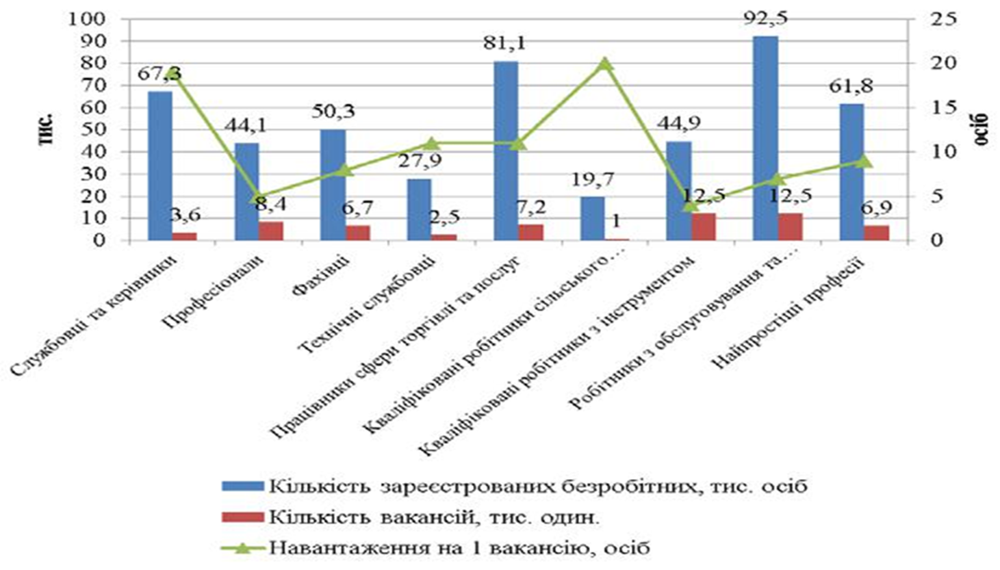 100
90
80
70
60
50
40
30
20
10
0
тис.
67,3
3,6
44,1
8,4
50,3
6,7
27,9
2,5
81,1
7,2
19,7
1
44,9
12,5
92,5
12,5
61,8
6,9
25
20
15
10
5
0
осіб
Службовці та керівники
Професіонали
Фахівці
Технічні службовці
Працівники сфери торгівлі та послуг
Кваліфіковані робітники сільського…
Кваліфіковані робітники з інструментом
Робітники з обслуговування та…
Найпростіші професії
Кількість зареєстрованих безробітних, тис. осіб
Кількість вакансій, тис. один.
Навантаження на 1 вакансію, осіб